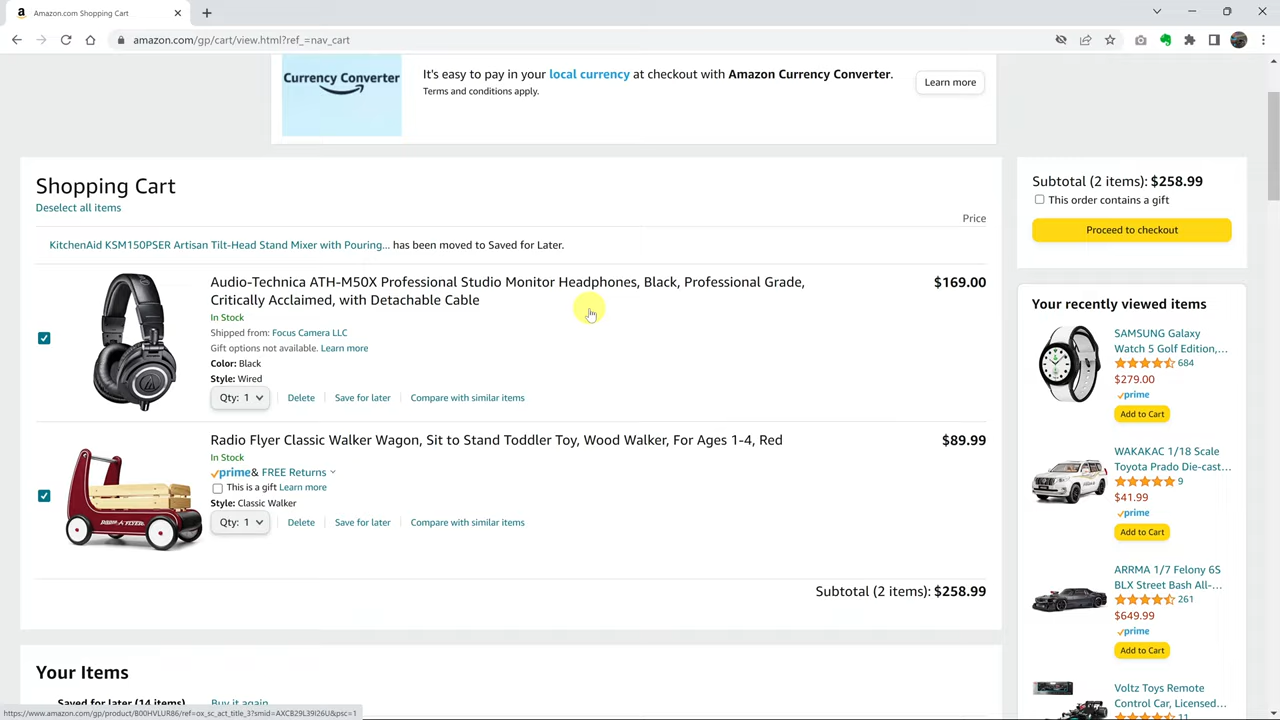 Amazon.com Shopping Cart
amazon.com/gp/cart/view.html?ref_=nav_cart
Currency Converter
It's easy to pay in your local currency at checkout with Amazon Currency Converter.
Terms and conditions apply.
Learn more
Shopping Cart
Deselect all items
Price
KitchenAid KSM150PSER Artisan Tilt-Head Stand Mixer with Pouring... has been moved to Saved for Later.
Audio-Technica ATH-M50X Professional Studio Monitor Headphones, Black, Professional Grade,
Critically Acclaimed, with Detachable Cable
$169.00
In Stock
Shipped from: Focus Camera LLC
Gift options not available. Learn more
Color: Black
Style: Wired
Qty: 1
Delete
Save for later
Compare with similar items
Radio Flyer Classic Walker Wagon, Sit to Stand Toddler Toy, Wood Walker, For Ages 1-4, Red
$89.99
In Stock
prime& FREE Returns
This is a gift Learn more
Style: Classic Walker
Qty: 1
Delete
Save for later
Compare with similar items
RADIO FLYER
Subtotal (2 items): $258.99
Your Items
Saved for later (14 items)
Buy it again
Subtotal (2 items): $258.99
This order contains a gift
Proceed to checkout
Your recently viewed items
SAMSUNG Galaxy
Watch 5 Golf Edition,...
684
$279.00
prime
Add to Cart
WAKAKAC 1/18 Scale
Toyota Prado Die-cast...
9
$41.99
prime
Add to Cart
ARRMA 1/7 Felony 6S
BLX Street Bash All-...
261
$649.99
prime
Add to Cart
Voltz Toys Remote
Control Car, Licensed...
11
https://www.amazon.com/gp/product/B00HVLUR86/ref=ox_sc_act_title_3?smid=AXCB29L39I26U&psc=1